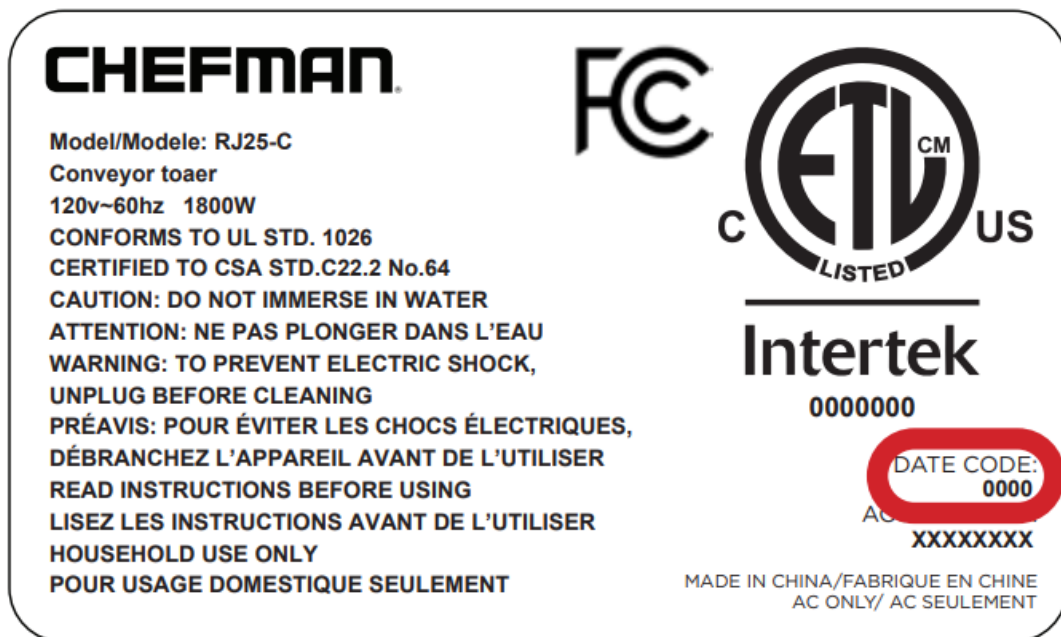 CHEFMAN
FCC
Model/Modele: RJ25-C
Conveyor toaer
120v~60hz 1800W
CONFORMS TO UL STD. 1026
CERTIFIED TO CSA STD.C22.2 No.64
CAUTION: DO NOT IMMERSE IN WATER
ATTENTION: NE PAS PLONGER DANS L'EAU
WARNING: TO PREVENT ELECTRIC SHOCK,
UNPLUG BEFORE CLEANING
PRÉAVIS: POUR ÉVITER LES CHOCS ÉLECTRIQUES,
DÉBRANCHEZ L'APPAREIL AVANT DE L'UTILISER
READ INSTRUCTIONS BEFORE USING
LISEZ LES INSTRUCTIONS AVANT DE L'UTILISER
HOUSEHOLD USE ONLY
POUR USAGE DOMESTIQUE SEULEMENT
ETL CM
C US
LISTED
Intertek
0000000
DATE CODE:
0000
XXXXXXXX
MADE IN CHINA/FABRIQUE EN CHINE
AC ONLY/ AC SEULEMENT